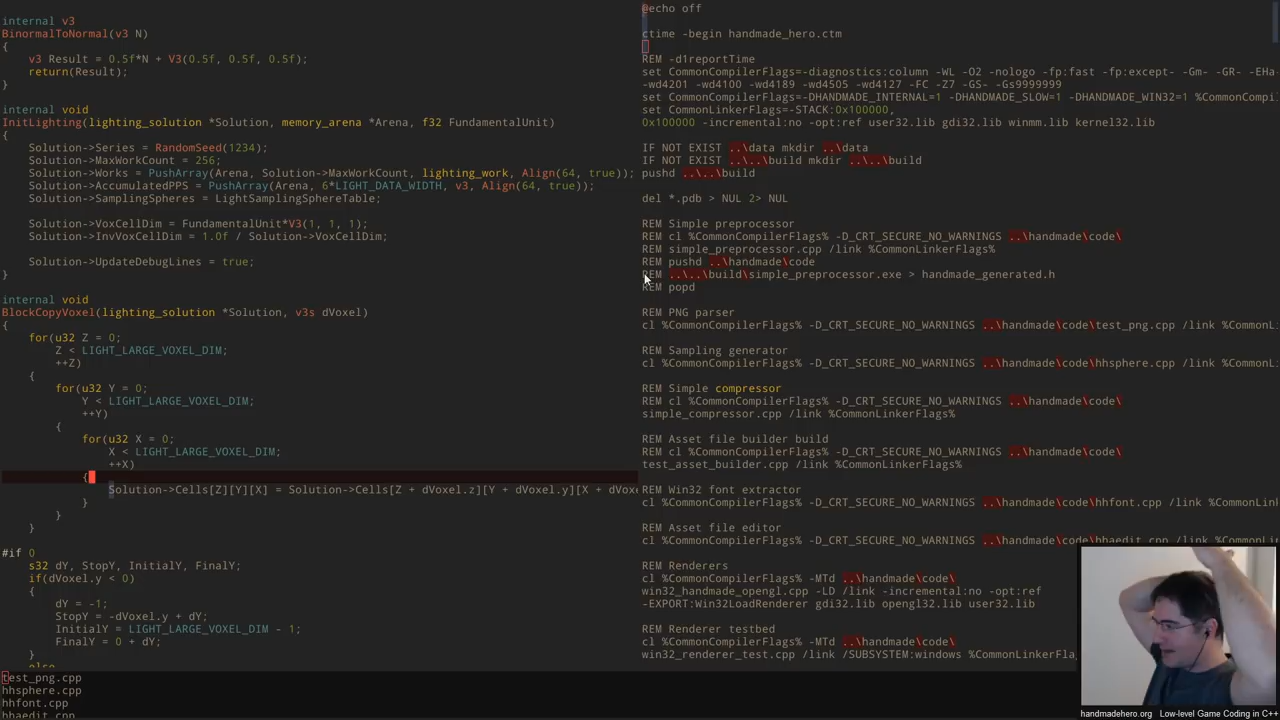 internal v3
BinormalToNormal(v3 N)
{
v3 Result = 0.5f*N + V3(0.5f, 0.5f, 0.5f);
return(Result);
}
internal void
InitLighting(lighting_solution *Solution, memory_arena *Arena, f32 FundamentalUnit)
{
Solution->Series = RandomSeed(1234);
Solution->MaxWorkCount = 256;
Solution->Works = PushArray(Arena, Solution->MaxWorkCount, lighting_work, Align(64, true));
Solution->AccumulatedPPS = PushArray(Arena, 6*LIGHT_DATA_WIDTH, v3, Align(64, true));
Solution->SamplingSpheres = LightSamplingSphereTable;
Solution->VoxCellDim = FundamentalUnit*V3(1, 1, 1);
Solution->InvVoxCellDim = 1.0f / Solution->VoxCellDim;
Solution->UpdateDebugLines = true;
}
internal void
BlockCopyVoxel(lighting_solution *Solution, v3s dVoxel)
{
for(u32 Z = 0;
Z < LIGHT_LARGE_VOXEL_DIM;
++Z)
{
for(u32 Y = 0;
Y < LIGHT_LARGE_VOXEL_DIM;
++Y)
{
for(u32 X = 0;
X < LIGHT_LARGE_VOXEL_DIM;
++X)
{
Solution->Cells[Z][Y][X] = Solution->Cells[Z + dVoxel.z][Y + dVoxel.y][X + dVox
}
}
}
#if 0
s32 dY, StopY, InitialY, FinalY;
if(dVoxel.y < 0)
{
dY = -1;
StopY = -dVoxel.y + dY;
InitialY = LIGHT_LARGE_VOXEL_DIM - 1;
FinalY = 0 + dY;
}
else
@echo off
ctime -begin handmade_hero.ctm
REM -d1reportTime
set CommonCompilerFlags=-diagnostics:column -WL -O2 -nologo -fp:fast -fp:except- -Gm- -GR- -EHa-
-wd4201 -wd4100 -wd4189 -wd4505 -wd4127 -FC -Z7 -GS- -Gs9999999
set CommonCompilerFlags=-DHANDMADE_INTERNAL=1 -DHANDMADE_SLOW=1 -DHANDMADE_WIN32=1 %CommonCompi
set CommonLinkerFlags=-STACK:0x100000,
0x100000 -incremental:no -opt:ref user32.lib gdi32.lib winmm.lib kernel32.lib
IF NOT EXIST ..\data mkdir ..\data
IF NOT EXIST ..\..\build mkdir ..\..\build
pushd ..\..\build
del *.pdb > NUL 2> NUL
REM Simple preprocessor
REM cl %CommonCompilerFlags% -D_CRT_SECURE_NO_WARNINGS ..\handmade\code\
REM simple_preprocessor.cpp /link %CommonLinkerFlags%
REM pushd ..\handmade\code
REM ..\..\build\simple_preprocessor.exe > handmade_generated.h
REM popd
REM PNG parser
cl %CommonCompilerFlags% -D_CRT_SECURE_NO_WARNINGS ..\handmade\code\test_png.cpp /link %CommonL
REM Sampling generator
cl %CommonCompilerFlags% -D_CRT_SECURE_NO_WARNINGS ..\handmade\code\hhsphere.cpp /link %CommonL
REM Simple compressor
REM cl %CommonCompilerFlags% -D_CRT_SECURE_NO_WARNINGS ..\handmade\code\
simple_compressor.cpp /link %CommonLinkerFlags%
REM Asset file builder build
REM cl %CommonCompilerFlags% -D_CRT_SECURE_NO_WARNINGS ..\handmade\code\
test_asset_builder.cpp /link %CommonLinkerFlags%
REM Win32 font extractor
cl %CommonCompilerFlags% -D_CRT_SECURE_NO_WARNINGS ..\handmade\code\hhfont.cpp /link %CommonLin
REM Asset file editor
cl %CommonCompilerFlags% -D_CRT_SECURE_NO_WARNINGS ..\handmade\code\hhaedit.cpp /link %CommonLi
REM Renderers
cl %CommonCompilerFlags% -MTd ..\handmade\code\
win32_handmade_opengl.cpp -LD /link -incremental:no -opt:ref
-EXPORT:Win32LoadRenderer gdi32.lib opengl32.lib user32.lib
REM Renderer testbed
cl %CommonCompilerFlags% -MTd ..\handmade\code\
win32_renderer_test.cpp /link /SUBSYSTEM:windows %CommonLinkerFla
test_png.cpp
hhsphere.cpp
hhfont.cpp
hhaedit.cpp
handmadehero.org Low-level Game Coding in C++